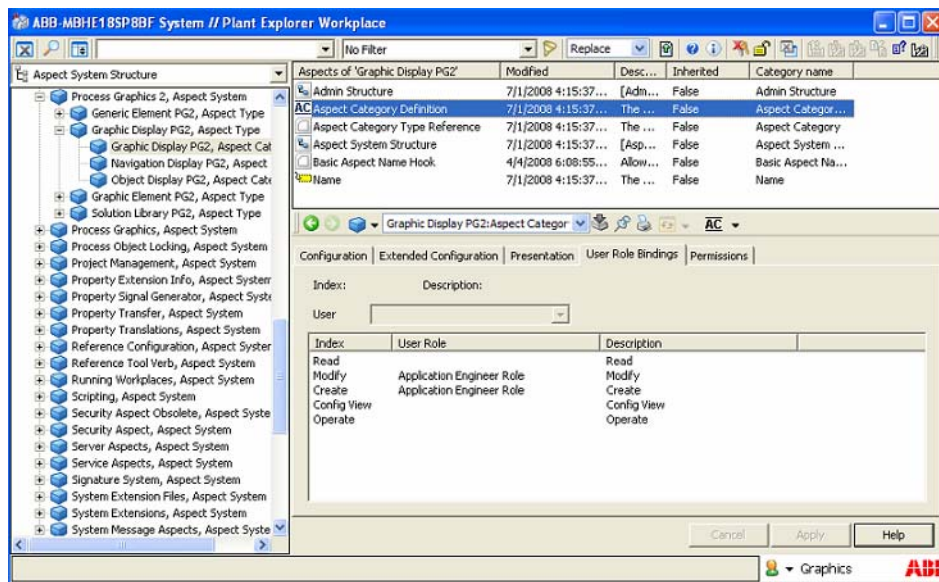 ABB-MBHE18SP8BF System // Plant Explorer Workplace
No Filter Replace
Aspect System Structure
Process Graphics 2, Aspect System
Generic Element PG2, Aspect Type
Graphic Display PG2, Aspect Type
Graphic Display PG2, Aspect Cat
Navigation Display PG2, Aspect
Object Display PG2, Aspect Cate
Graphic Element PG2, Aspect Type
Solution Library PG2, Aspect Type
Process Graphics, Aspect System
Process Object Locking, Aspect System
Project Management, Aspect System
Property Extension Info, Aspect System
Property Signal Generator, Aspect Syste
Property Transfer, Aspect System
Property Translations, Aspect System
Reference Configuration, Aspect Syster
Reference Tool Verb, Aspect System
Running Workplaces, Aspect System
Scripting, Aspect System
Security Aspect Obsolete, Aspect Syste
Security Aspect, Aspect System
Server Aspects, Aspect System
Service Aspects, Aspect System
Signature System, Aspect System
System Extension Files, Aspect System
System Extensions, Aspect System
System Message Aspects, Aspect Syste
Aspects of 'Graphic Display PG2' Modified Desc... Inherited Category name
Admin Structure 7/1/2008 4:15:37... [Adm... False Admin Structure
AC Aspect Category Definition 7/1/2008 4:15:37... The ... False Aspect Categor...
Aspect Category Type Reference 7/1/2008 4:15:37... The ... False Aspect Category
Aspect System Structure 7/1/2008 4:15:37... [Asp... False Aspect System ...
Basic Aspect Name Hook 4/4/2008 6:08:55... Allow... False Basic Aspect Na...
Name 7/1/2008 4:15:37... The ... False Name
Graphic Display PG2:Aspect Categor AC
Configuration Extended Configuration Presentation User Role Bindings Permissions
Index: Description:
User
Index User Role Description
Read Read
Modify Application Engineer Role Modify
Create Application Engineer Role Create
Config View Config View
Operate Operate
Cancel Apply Help
Graphics ABB